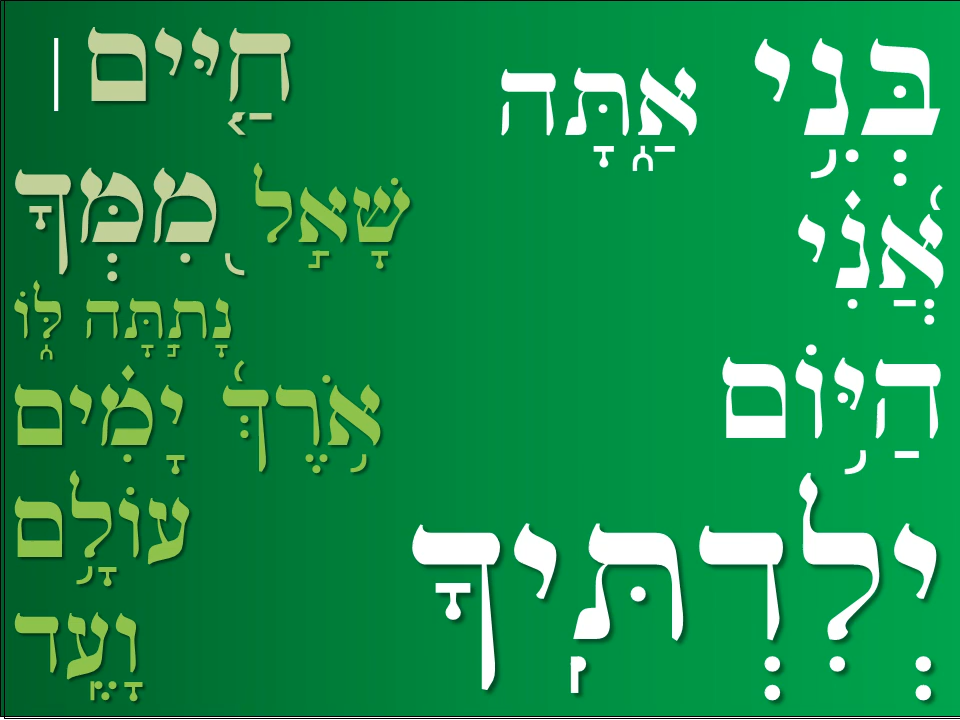 בְּנִ֥י אַ֑תָּה
אֲ֝נִ֗י
הַיּ֥וֹם
יְלִדְתִּֽיךָ
חַיִּ֤ים ׀
שָׁאַ֣ל מִ֭מְּךָ
נָתַ֣תָּה לּ֑וֹ
אֹ֥רֶךְ יָ֝מִ֗ים
עוֹלָ֥ם
וָעֶֽד